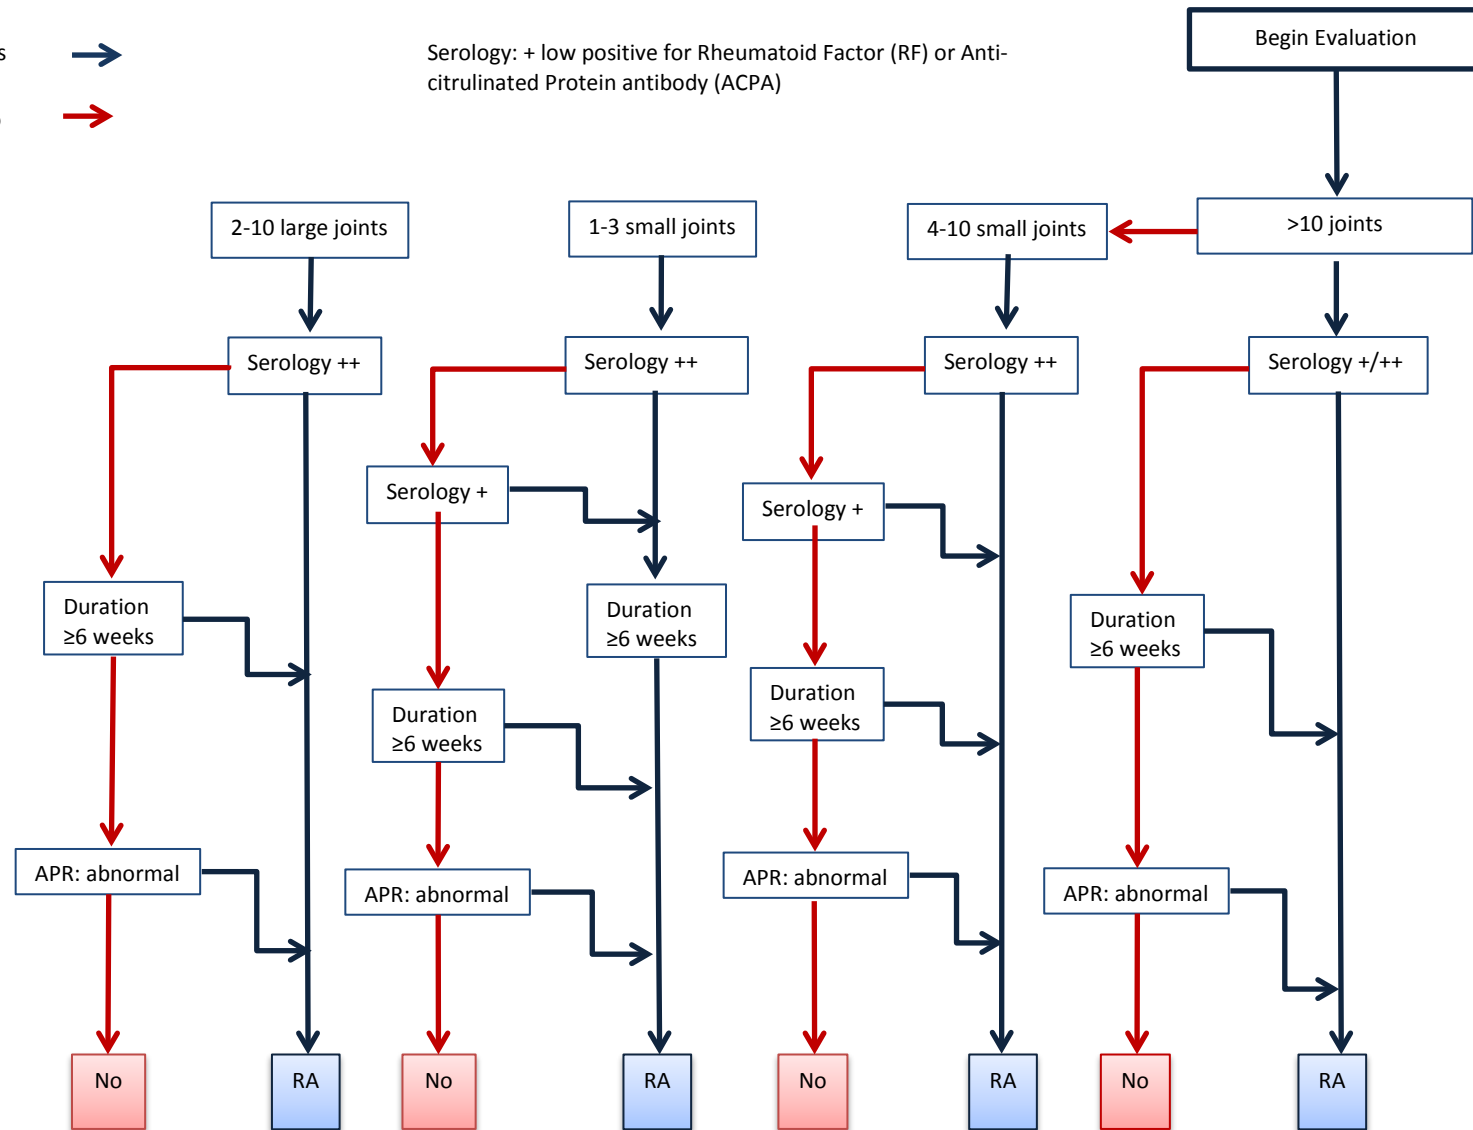 Serology: + low positive for Rheumatoid Factor (RF) or Anti-
citrulinated Protein antibody (ACPA)
Begin Evaluation
2-10 large joints
1-3 small joints
4-10 small joints
>10 joints
Serology ++
Serology ++
Serology ++
Serology +/++
Serology +
Serology +
Duration
≥6 weeks
Duration
≥6 weeks
Duration
≥6 weeks
Duration
≥6 weeks
Duration
≥6 weeks
APR: abnormal
APR: abnormal
APR: abnormal
APR: abnormal
No
RA
No
RA
No
RA
No
RA